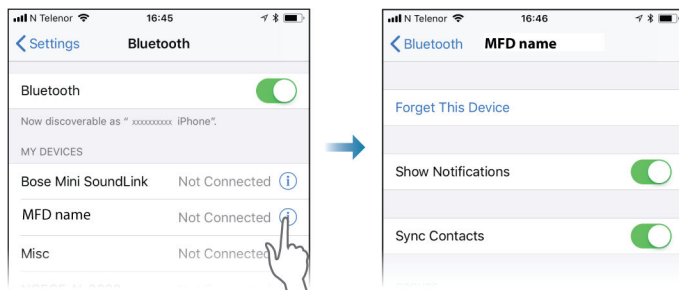 N Telenor 16:45
Settings Bluetooth
Bluetooth
Now discoverable as " xxxxxxxxxx iPhone".
MY DEVICES
Bose Mini SoundLink Not Connected
MFD name Not Connected
Misc Not Connected
N Telenor 16:46
Bluetooth MFD name
Forget This Device
Show Notifications
Sync Contacts